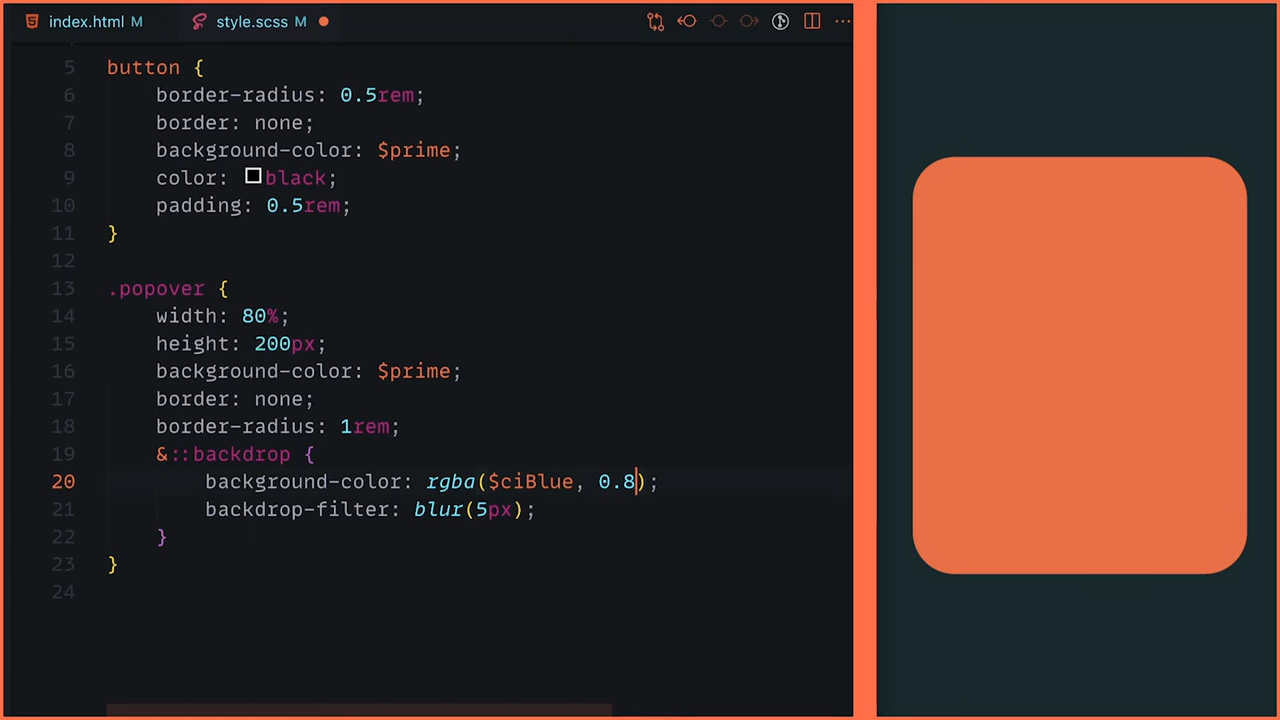 index.html M style.scss M
5 button {
6 border-radius: 0.5rem;
7 border: none;
8 background-color: $prime;
9 color: black;
10 padding: 0.5rem;
11 }
12
13 .popover {
14 width: 80%;
15 height: 200px;
16 background-color: $prime;
17 border: none;
18 border-radius: 1rem;
19 &::backdrop {
20 background-color: rgba($ciBlue, 0.8);
21 backdrop-filter: blur(5px);
22 }
23 }
24